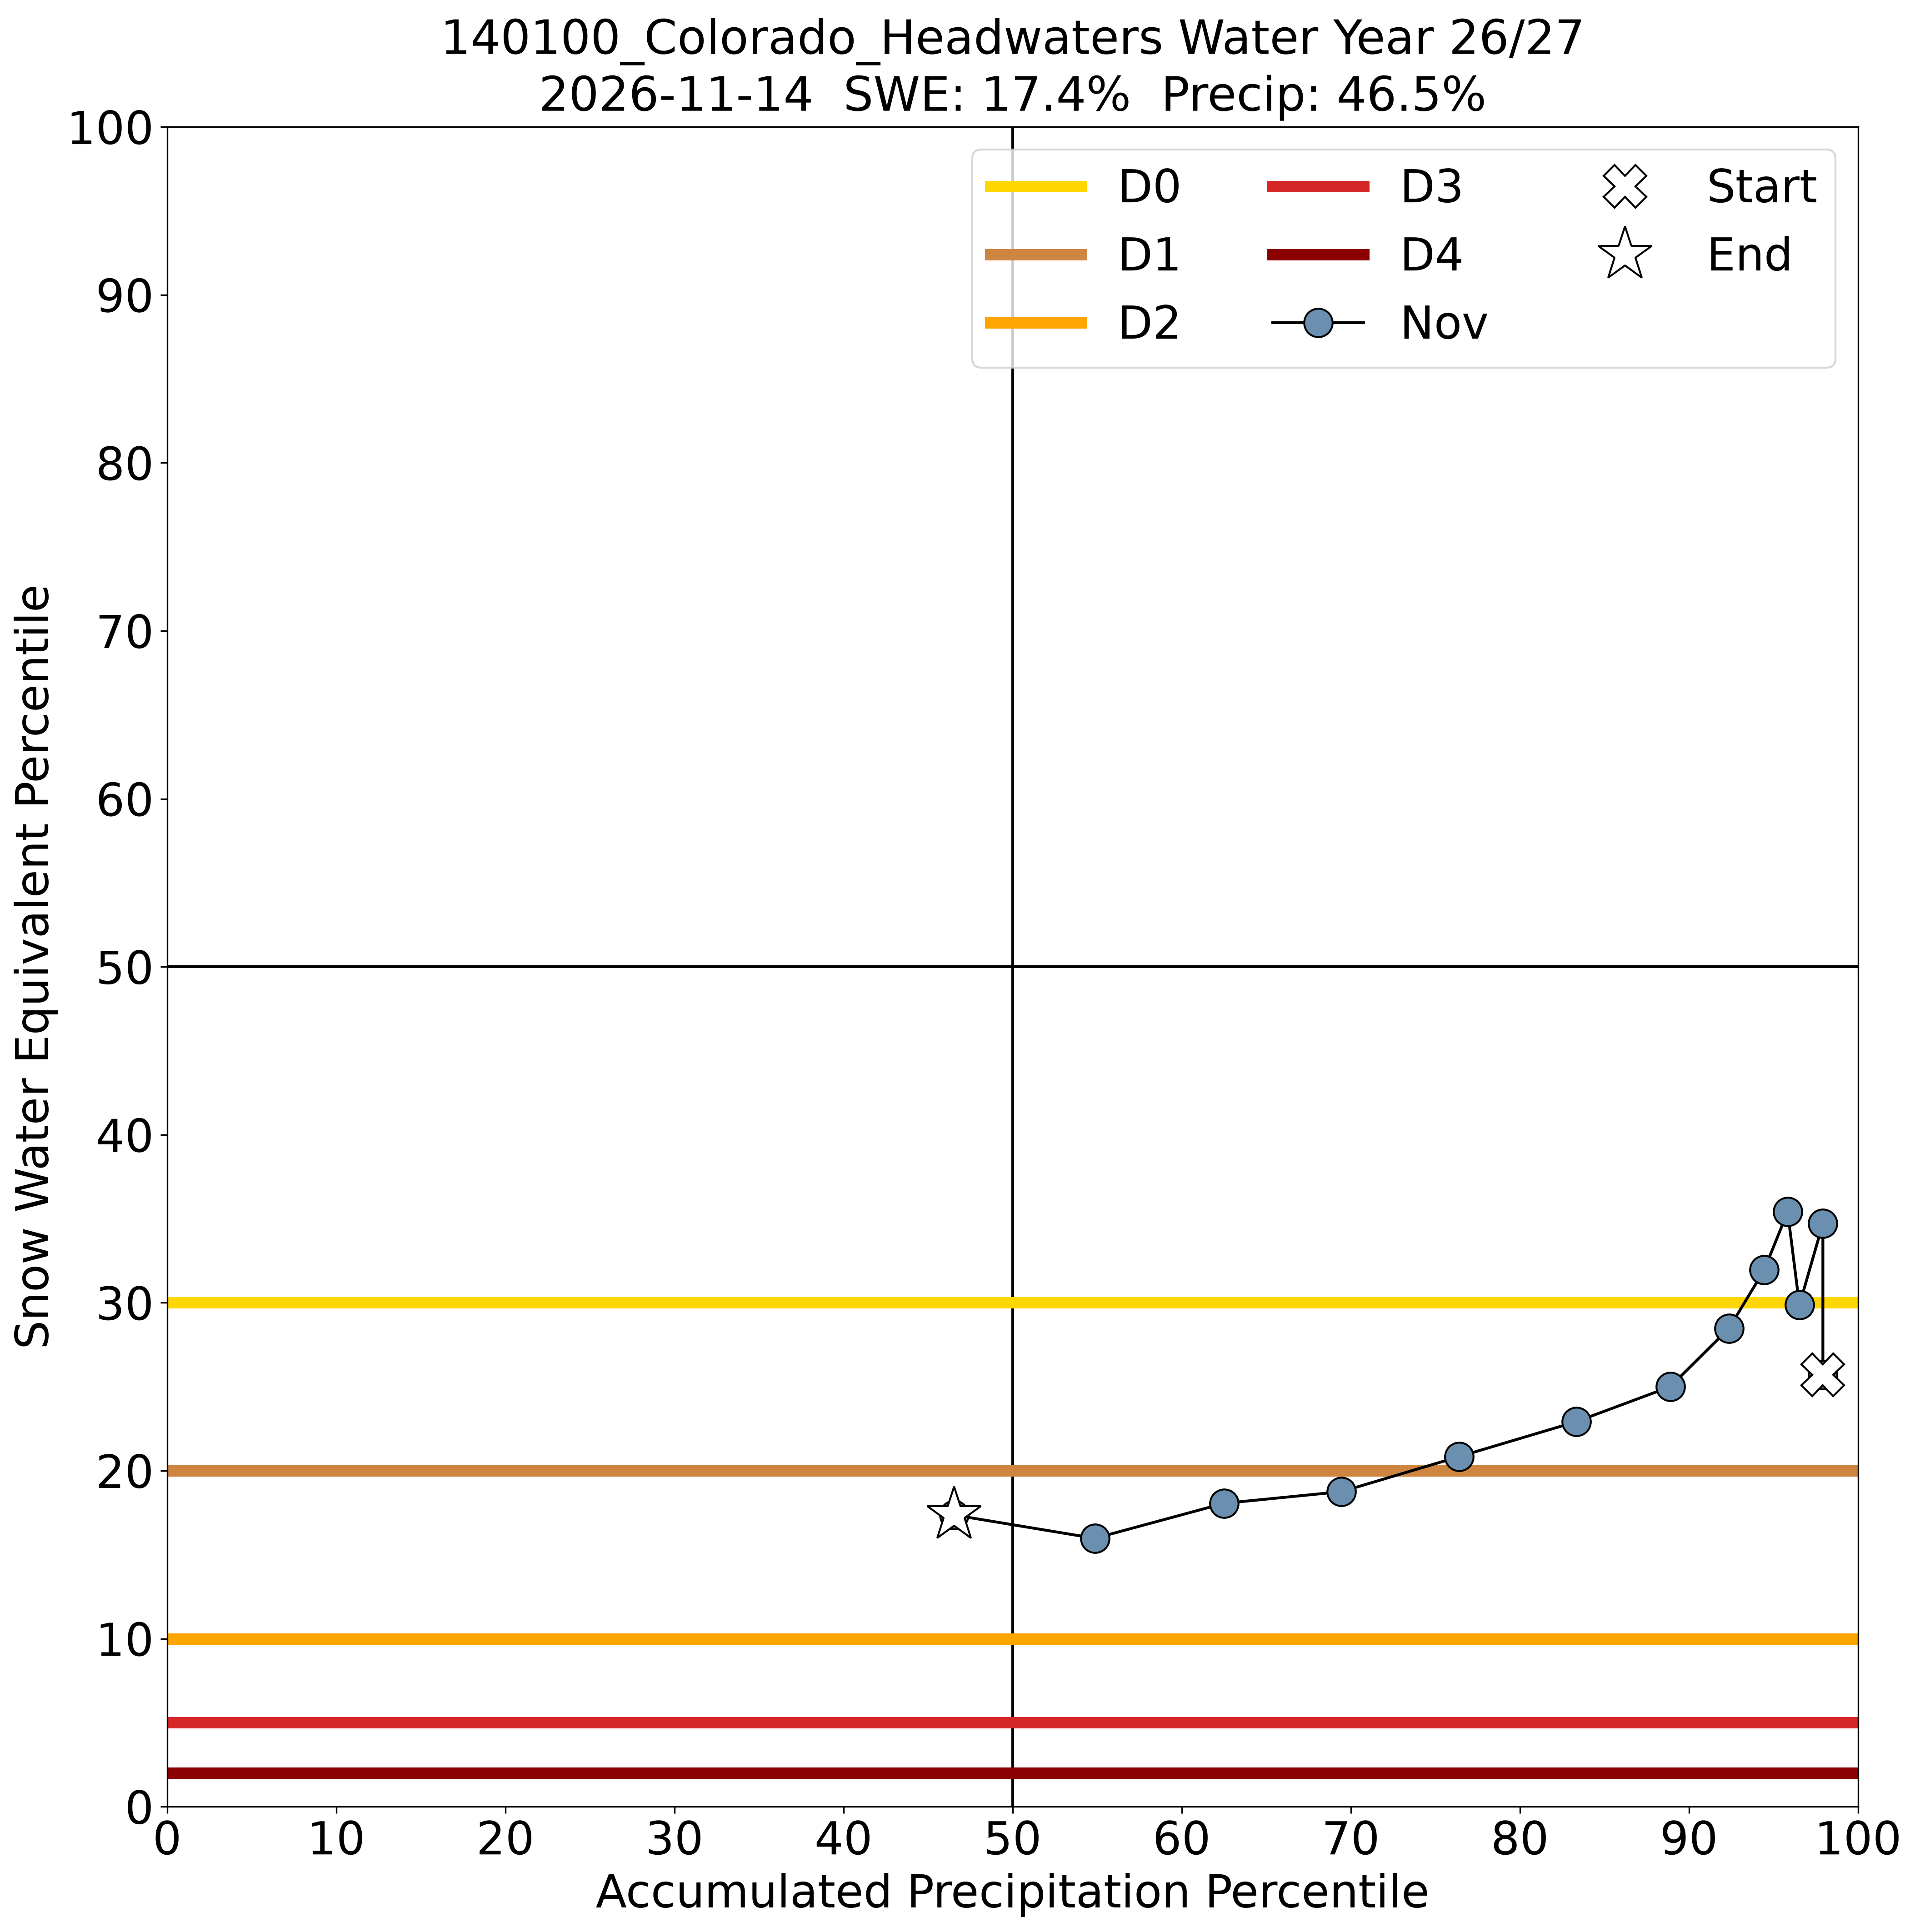 140100_Colorado_Headwaters Water Year 26/27
2026-11-14  SWE: 17.4%  Precip: 46.5%
D0
D1
D2
D3
D4
Nov
Start
End
Snow Water Equivalent Percentile
100
90
80
70
60
50
40
30
20
10
0
0 10 20 30 40 50 60 70 80 90 100
Accumulated Precipitation Percentile